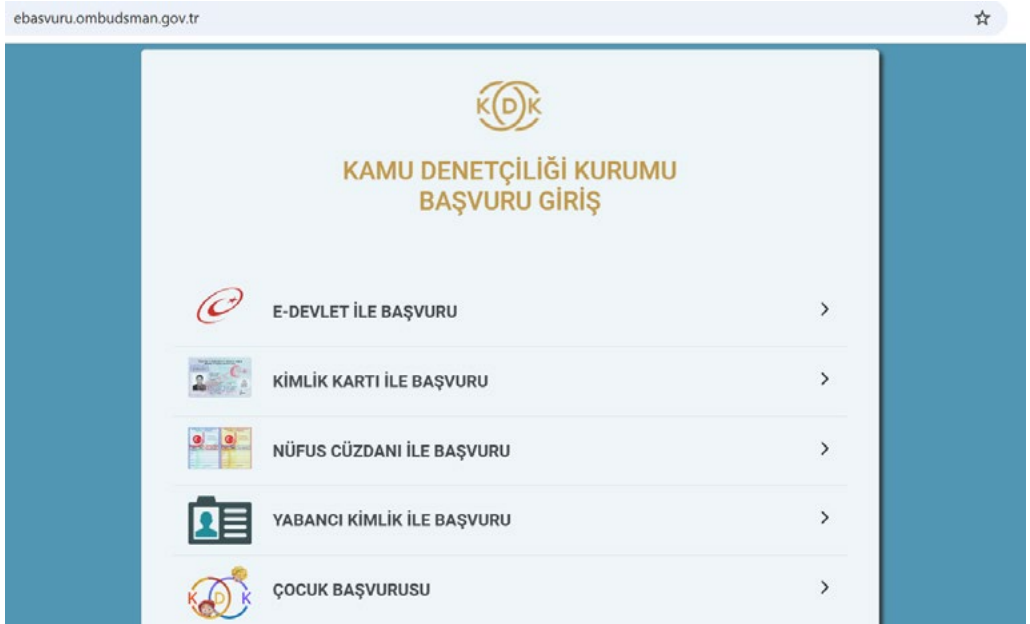 ebasvuru.ombudsman.gov.tr
KDK
KAMU DENETÇİLİĞİ KURUMU
BAŞVURU GİRİŞ
E-DEVLET İLE BAŞVURU
KİMLİK KARTI İLE BAŞVURU
NÜFUS CÜZDANI İLE BAŞVURU
YABANCI KİMLİK İLE BAŞVURU
KDK
ÇOCUK BAŞVURUSU